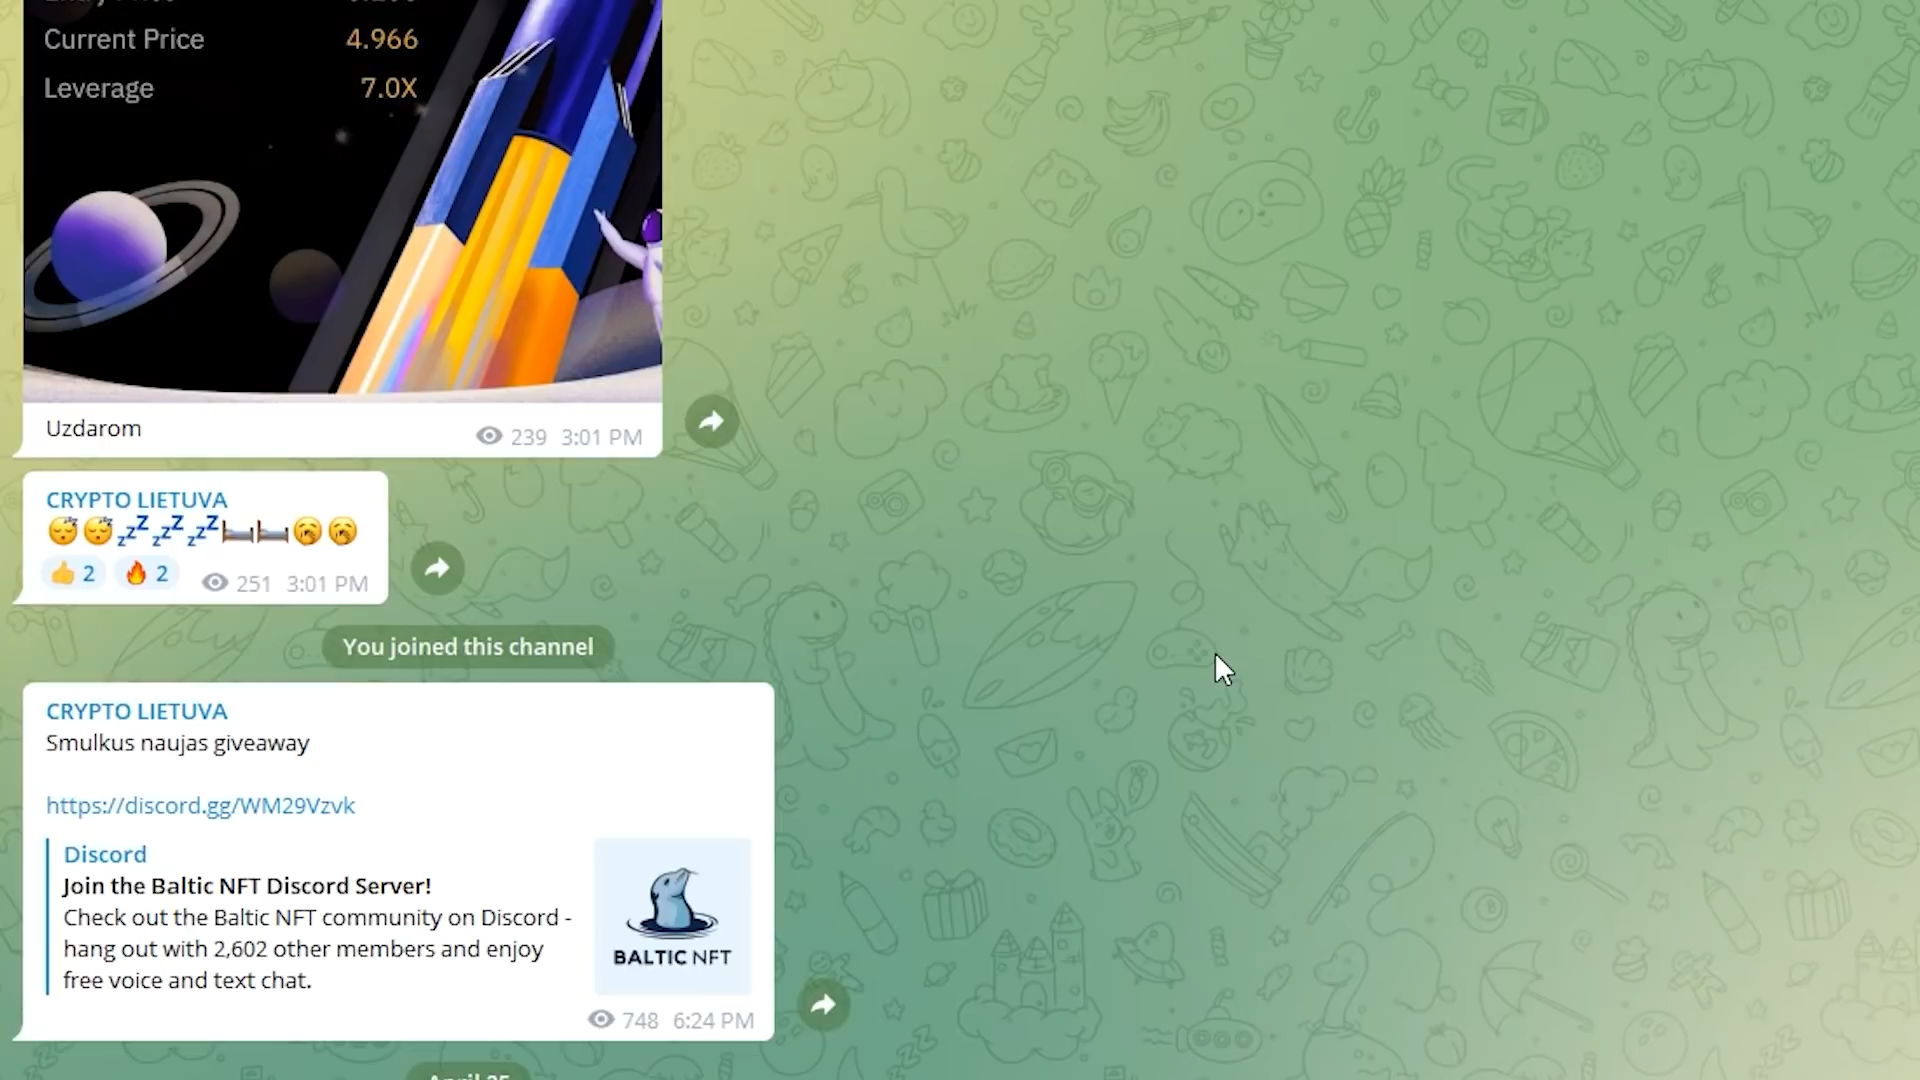 Current Price 4.966
Leverage 7.0X
Uzdarom
239 3:01 PM
CRYPTO LIETUVA
😴😴💤💤💤🛏🛏🥱🥱
👍 2 🔥 2 251 3:01 PM
You joined this channel
CRYPTO LIETUVA
Smulkus naujas giveaway
https://discord.gg/WM29Vzvk
Discord
Join the Baltic NFT Discord Server!
Check out the Baltic NFT community on Discord -
hang out with 2,602 other members and enjoy
free voice and text chat.
BALTIC NFT
748 6:24 PM